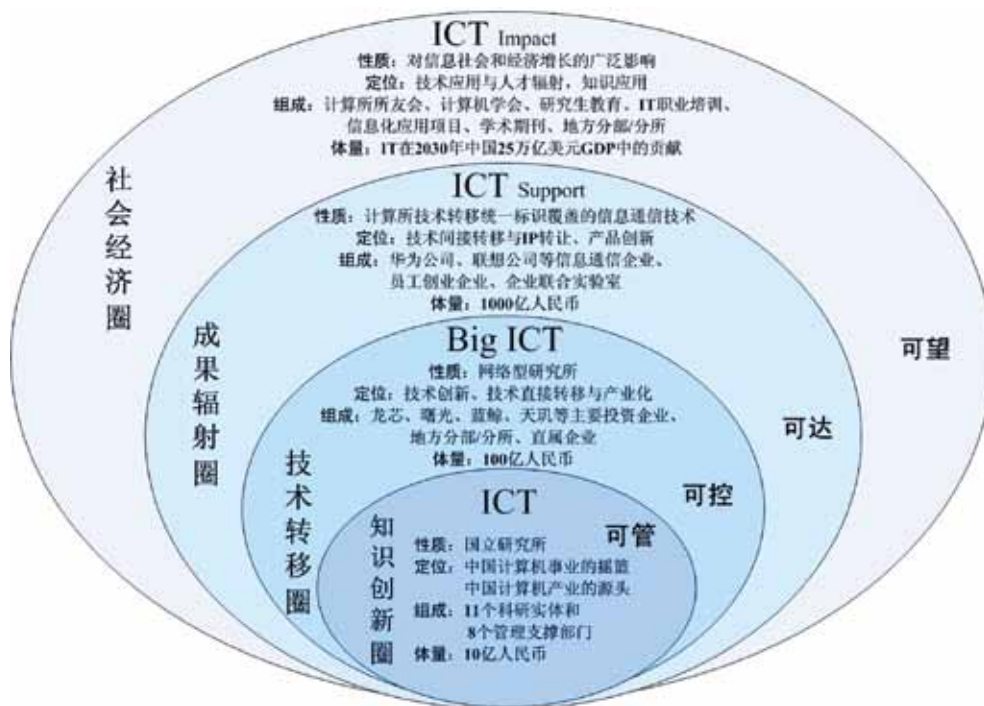 ICT Impact
性质：对信息社会和经济增长的广泛影响
定位：技术应用与人才辐射，知识应用
组成：计算所所友会、计算机学会、研究生教育、IT职业培训、
信息化应用项目、学术期刊、地方分部/分所
体量：IT在2030年中国25万亿美元GDP中的贡献
社会经济圈
可望
ICT Support
性质：计算所技术转移统一标识覆盖的信息通信技术
定位：技术间接转移与IP转让、产品创新
组成：华为公司、联想公司等信息通信企业、
员工创业企业、企业联合实验室
体量：1000亿人民币
成果辐射圈
可达
Big ICT
性质：网络型研究所
定位：技术创新、技术直接转移与产业化
组成：龙芯、曙光、蓝鲸、天玑等主要投资企业、
地方分部/分所、直属企业
体量：100亿人民币
技术转移圈
可控
ICT
知识创新圈
可管
性质：国立研究所
定位：中国计算机事业的摇篮
中国计算机产业的源头
组成：11个科研实体和
8个管理支撑部门
体量：10亿人民币